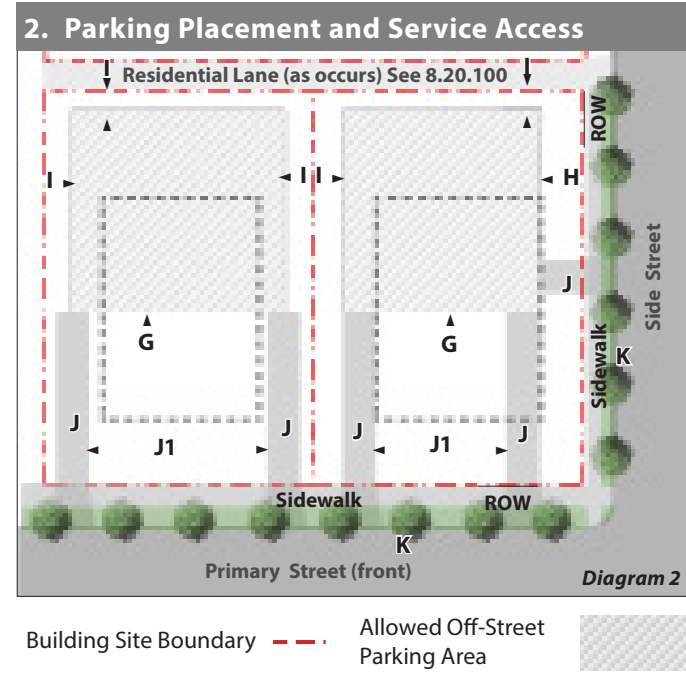 2. Parking Placement and Service Access
Residential Lane (as occurs) See 8.20.100
ROW
I
I
I
H
Side Street
J
G
G
Sidewalk
K
J
J1
J
J
J1
J
Sidewalk
ROW
K
Primary Street (front)
Diagram 2
Building Site Boundary
Allowed Off-Street
Parking Area